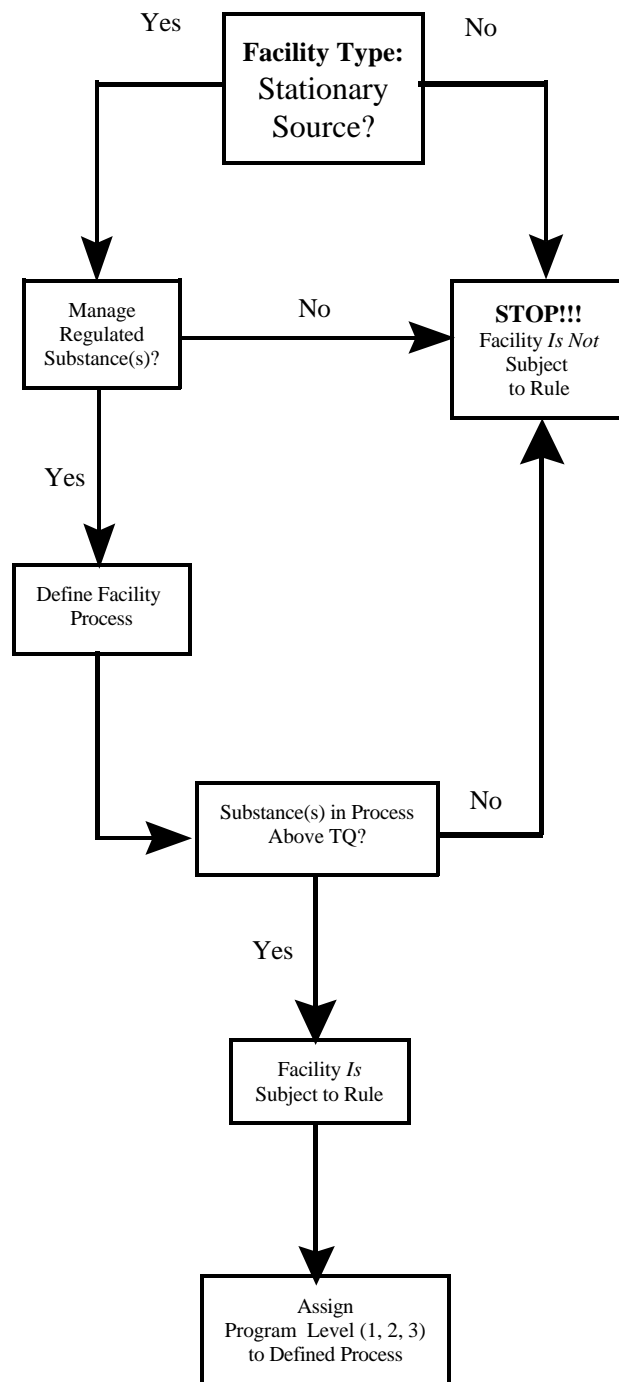 Yes
No
Facility Type:
Stationary
Source?
Manage
Regulated
Substance(s)?
No
STOP!!!
Facility Is Not
Subject
to Rule
Yes
Define Facility
Process
Substance(s) in Process
Above TQ?
No
Yes
Facility Is
Subject to Rule
Assign
Program Level (1, 2, 3)
to Defined Process